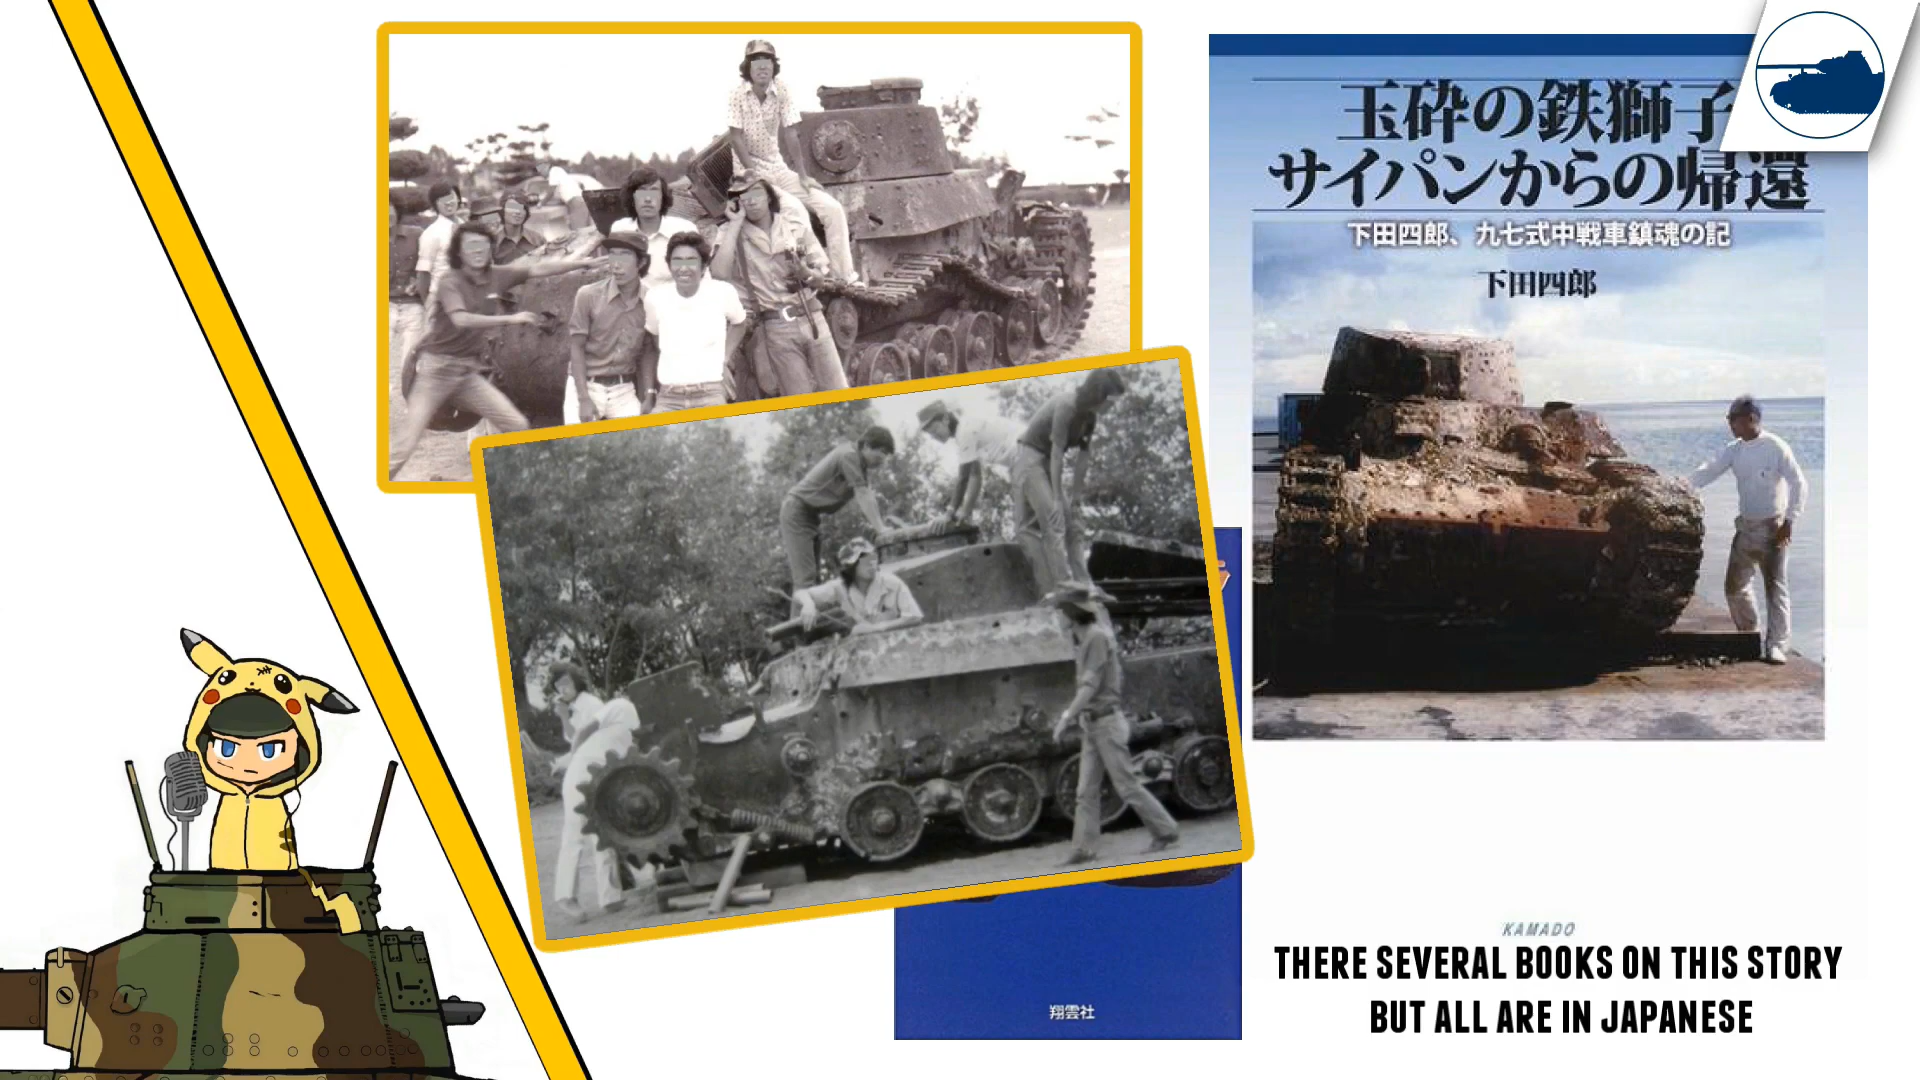 玉砕の鉄獅子
サイパンからの帰還
下田四郎、九七式中戦車鎮魂の記
下田四郎
KAMADO
THERE SEVERAL BOOKS ON THIS STORY
BUT ALL ARE IN JAPANESE
翔雲社